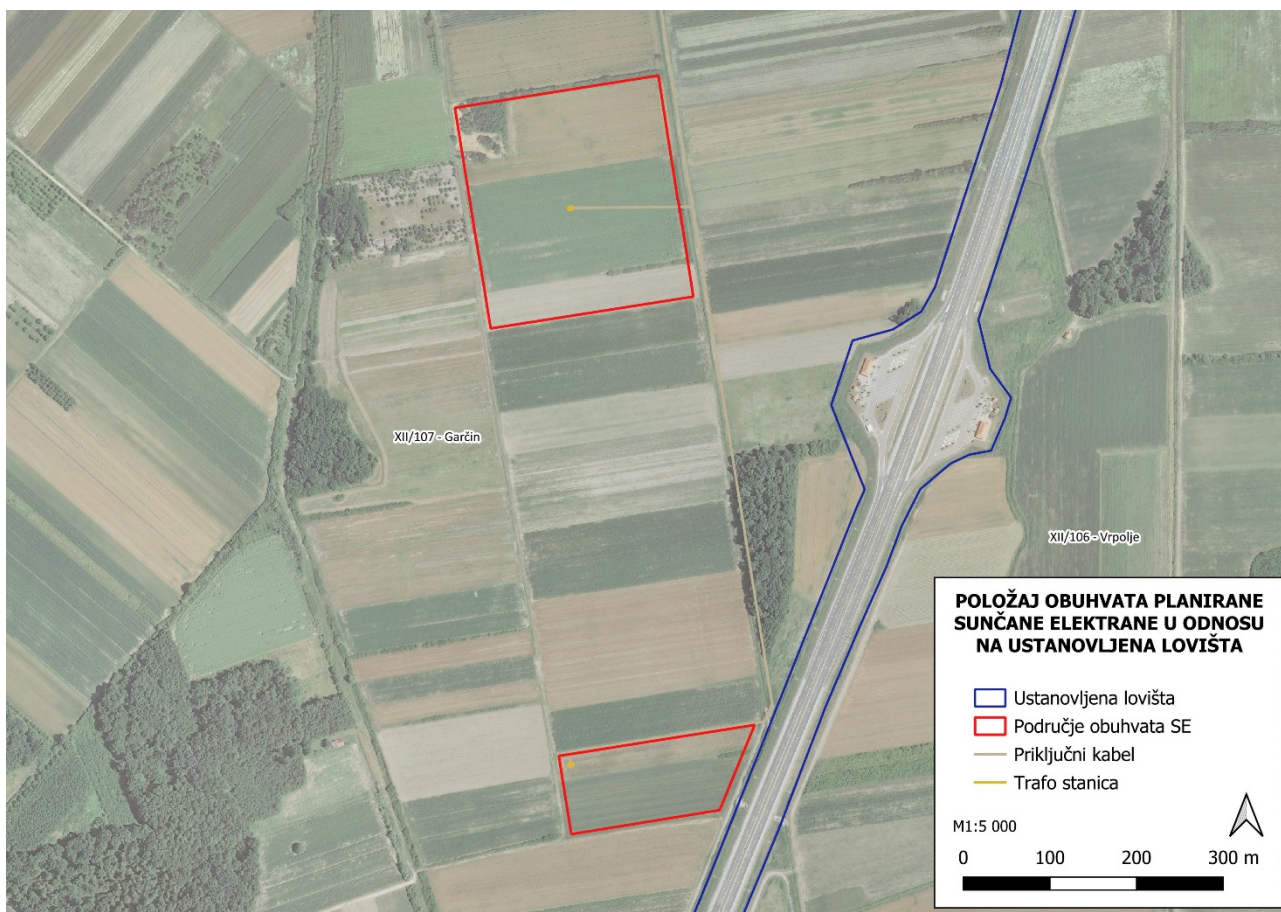 XII/107 - Garčin
XII/106 - Vrpolje
POLOŽAJ OBUHVATA PLANIRANE
SUNČANE ELEKTRANE U ODNOSU
NA USTANOVLJENA LOVIŠTA
Ustanovljena lovišta
Područje obuhvata SE
Priključni kabel
Trafo stanica
M1:5 000
0 100 200 300 m